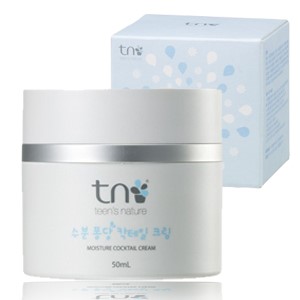 tn
tn
teen's nature
수분 퐁당 칵테일 크림
MOISTURE COCKTAIL CREAM
50mL